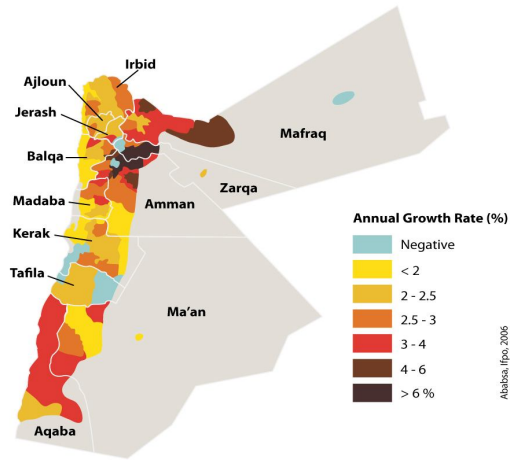 Irbid
Ajloun
Jerash
Mafraq
Balqa
Zarqa
Madaba
Amman
Kerak
Tafila
Ma'an
Aqaba
Annual Growth Rate (%)
Negative
< 2
2 - 2.5
2.5 - 3
3 - 4
4 - 6
> 6 %
Ababsa, Ifpo, 2006